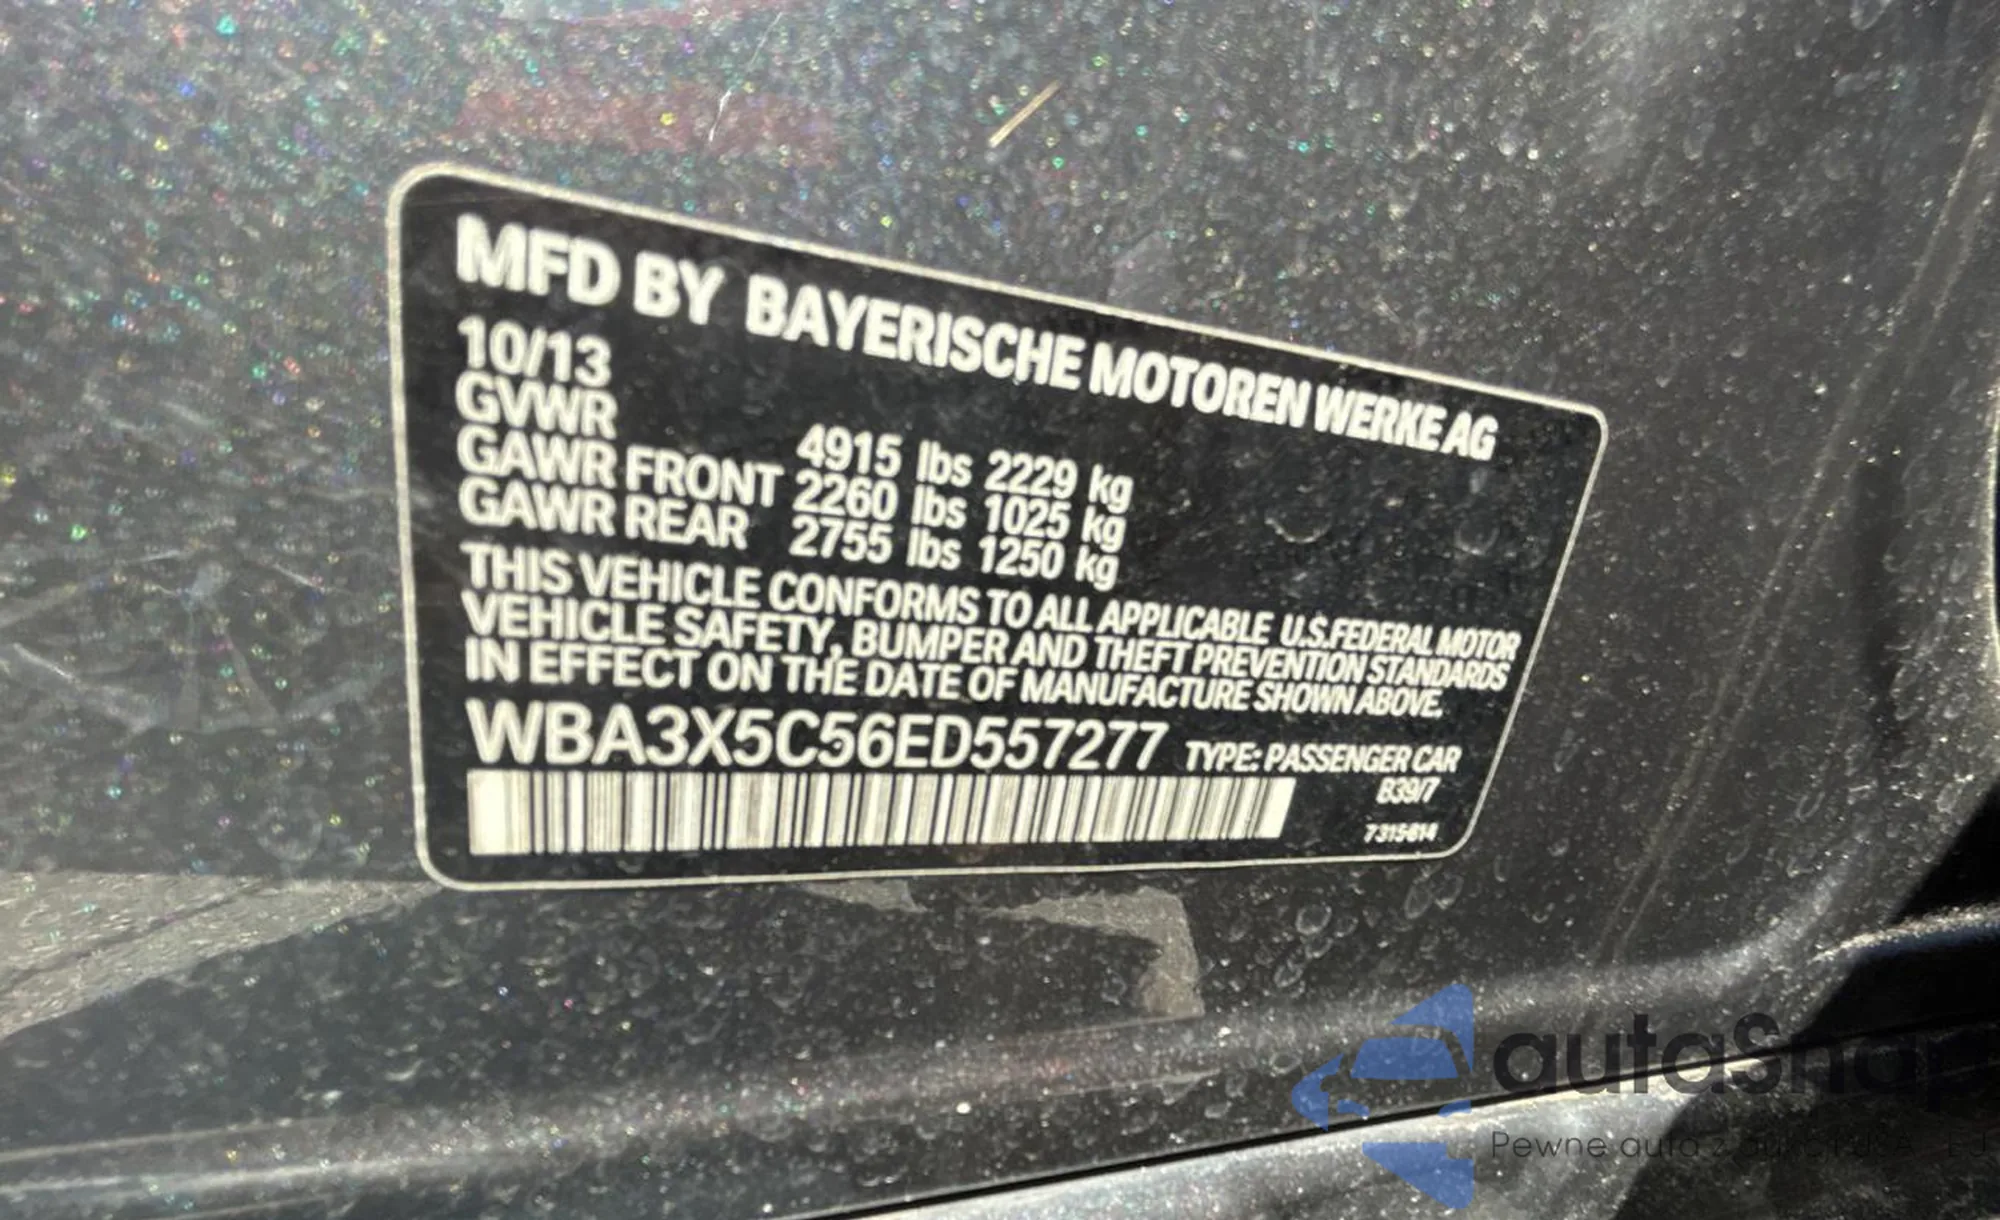 MFD BY BAYERISCHE MOTOREN WERKE AG
10/13
GVWR 4915 lbs 2229 kg
GAWR FRONT 2260 lbs 1025 kg
GAWR REAR 2755 lbs 1250 kg
THIS VEHICLE CONFORMS TO ALL APPLICABLE U.S.FEDERAL MOTOR
VEHICLE SAFETY, BUMPER AND THEFT PREVENTION STANDARDS
IN EFFECT ON THE DATE OF MANUFACTURE SHOWN ABOVE.
WBA3X5C56ED557277 TYPE: PASSENGER CAR
B39/7
7315614
autaSnap
Pewne auto z